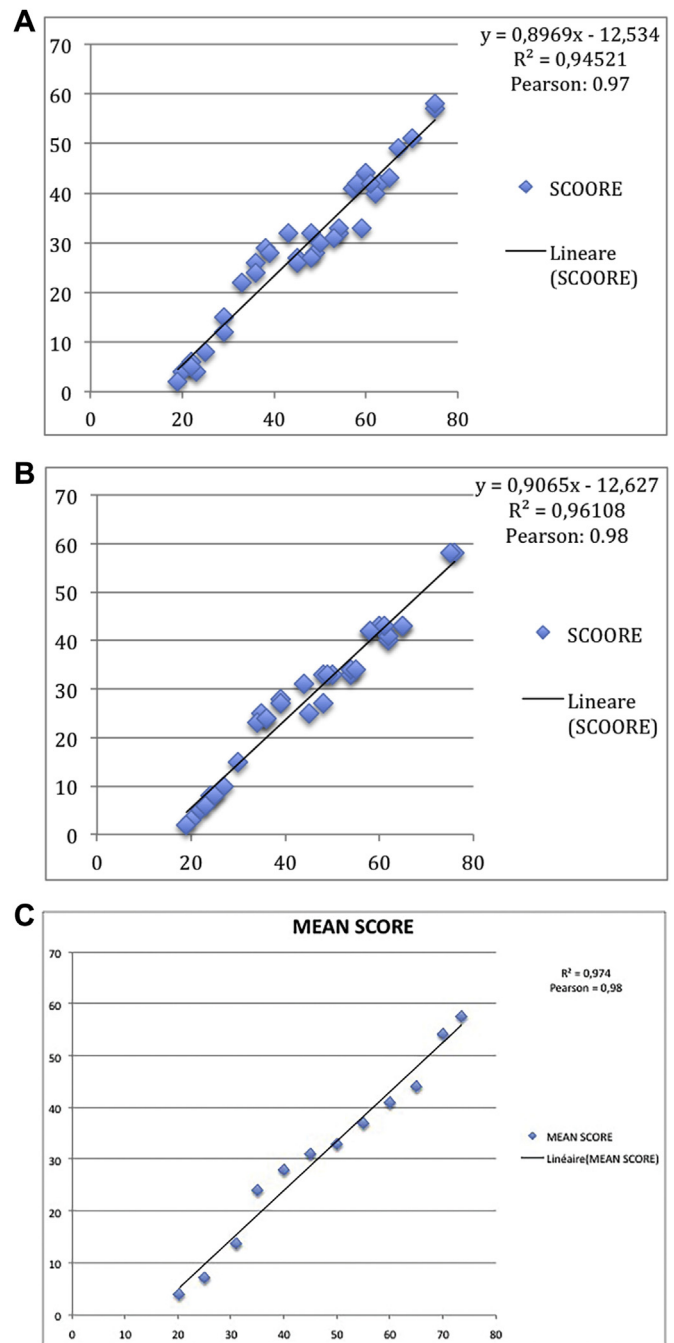 A
y = 0,8969x - 12,534
R² = 0,94521
Pearson: 0.97
70
60
50
40
30
20
10
0
0 20 40 60 80
SCOORE
Lineare
(SCOORE)
B
y = 0,9065x - 12,627
R² = 0,96108
Pearson: 0.98
70
60
50
40
30
20
10
0
0 20 40 60 80
SCOORE
Lineare
(SCOORE)
C
MEAN SCORE
R² = 0,974
Pearson = 0,98
70
60
50
40
30
20
10
0
0 10 20 30 40 50 60 70 80
MEAN SCORE
Linéaire(MEAN SCORE)